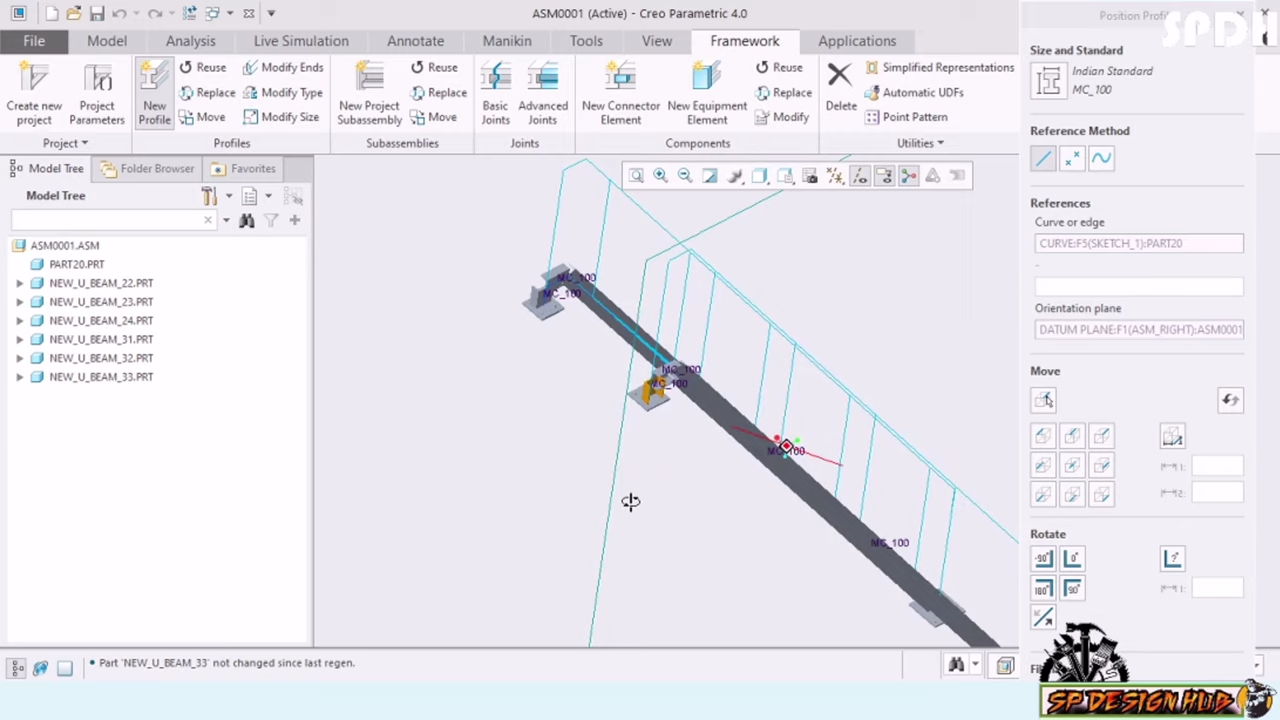 ASM0001 (Active) - Creo Parametric 4.0
File
Model
Analysis
Live Simulation
Annotate
Manikin
Tools
View
Framework
Applications
Create new project
Project Parameters
New Profile
Reuse
Replace
Move
Modify Ends
Modify Type
Modify Size
New Project Subassembly
Reuse
Replace
Move
Basic Joints
Advanced Joints
New Connector Element
New Equipment Element
Reuse
Replace
Modify
Delete
Simplified Representations
Automatic UDFs
Point Pattern
Project
Profiles
Subassemblies
Joints
Components
Utilities
Model Tree
Folder Browser
Favorites
Model Tree
ASM0001.ASM
PART20.PRT
NEW_U_BEAM_22.PRT
NEW_U_BEAM_23.PRT
NEW_U_BEAM_24.PRT
NEW_U_BEAM_31.PRT
NEW_U_BEAM_32.PRT
NEW_U_BEAM_33.PRT
MC_100
MC_100
MC_100
MC_100
MC_100
MC_100
SPDH
Size and Standard
Indian Standard
MC_100
Reference Method
References
Curve or edge
CURVE:F5(SKETCH_1):PART20
-
Orientation plane
DATUM PLANE:F1(ASM_RIGHT):ASM0001
Move
1:
2:
Rotate
-90°
0°
?
180°
90°
1:
• Part 'NEW_U_BEAM_33' not changed since last regen.
SP DESIGN HUB